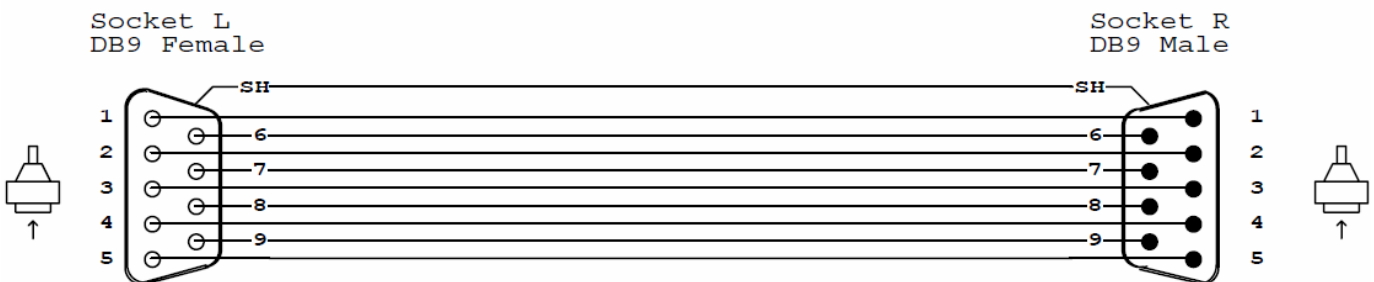 Socket L
DB9 Female
Socket R
DB9 Male
SH SH
1 1
6 6
2 2
7 7
3 3
8 8
4 4
9 9
5 5